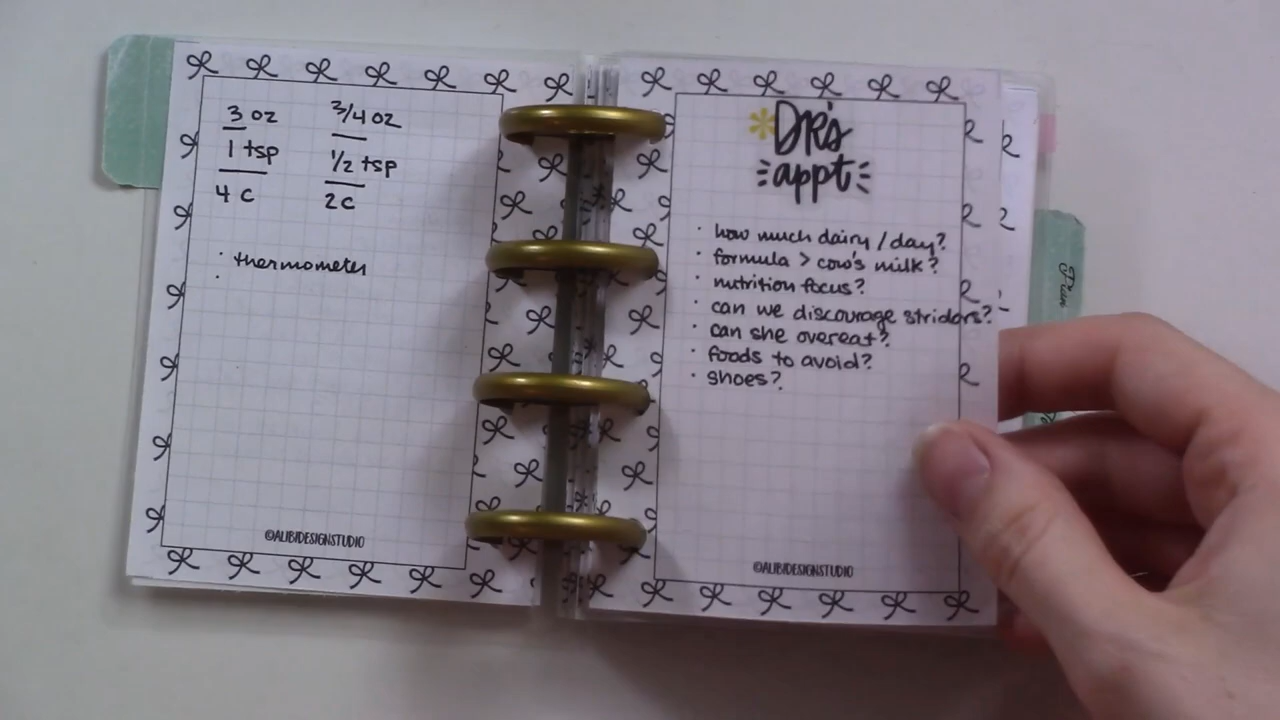 3 oz
1 tsp
4 c
3/4 oz
1/2 tsp
2 c
· thermometer
·
©ALIBIDESIGNSTUDIO
DR's
appt
· how much dairy / day?
· formula > cow's milk?
· nutrition focus?
· can we discourage stridors?
· can she overeat?
· foods to avoid?
· shoes?
©ALIBIDESIGNSTUDIO